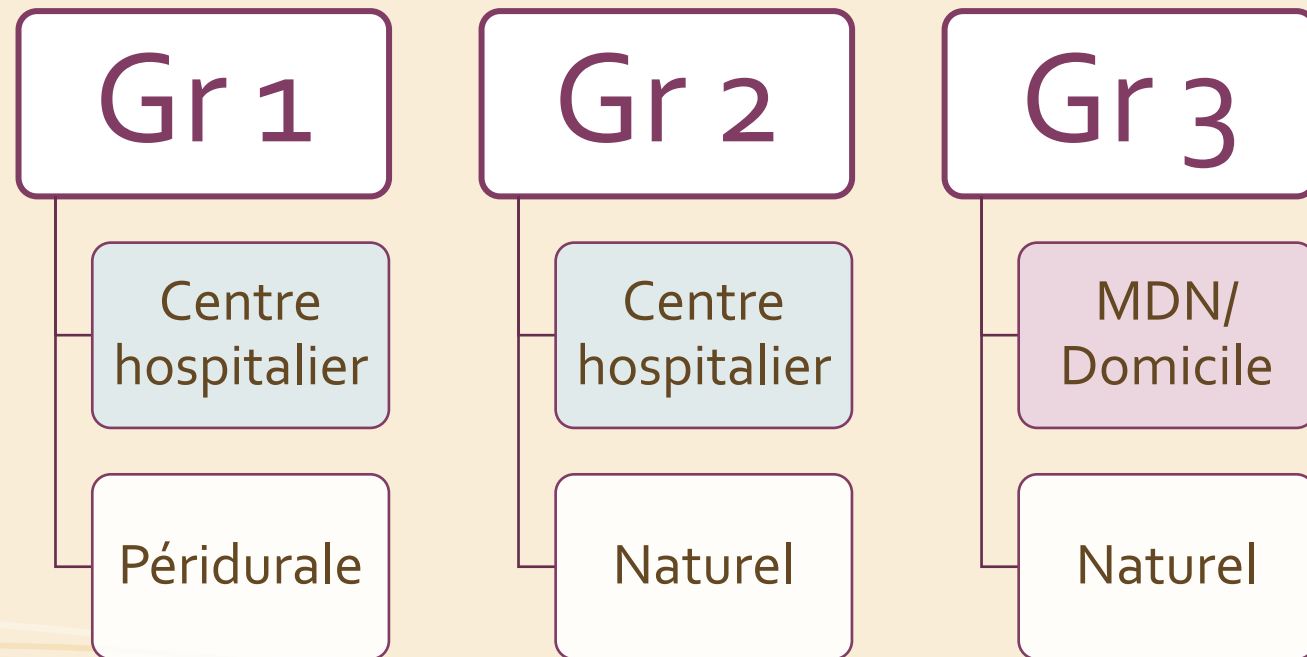 Gr 1
Centre
hospitalier
Péridurale
Gr 2
Centre
hospitalier
Naturel
Gr 3
MDN/
Domicile
Naturel